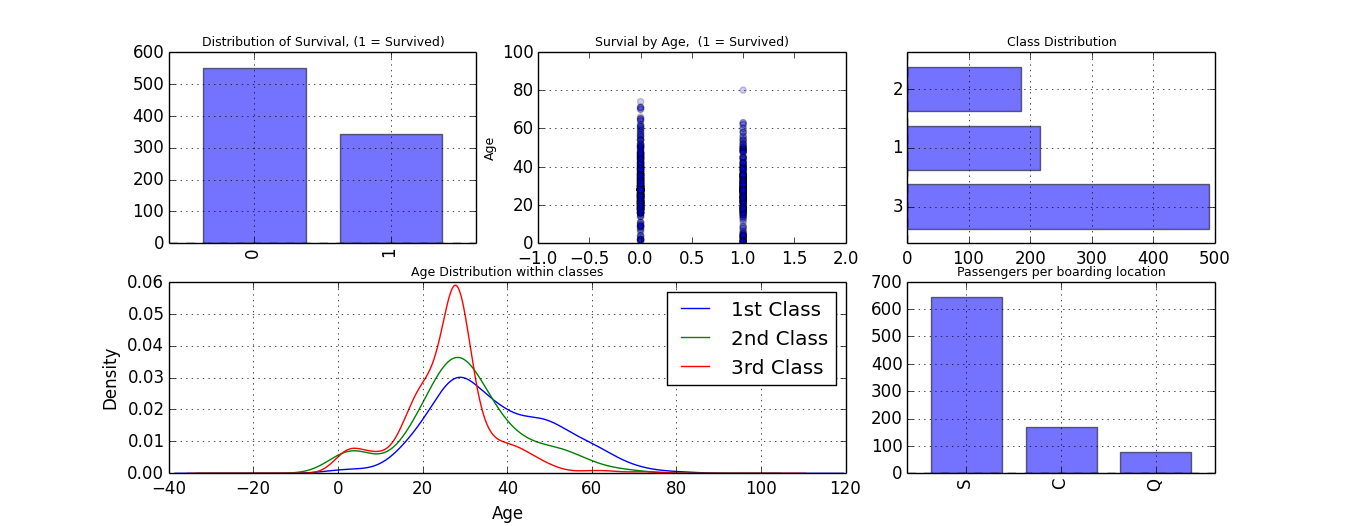 Distribution of Survival, (1 = Survived)
600
500
400
300
200
100
0
0
1
Survial by Age,  (1 = Survived)
Age
100
80
60
40
20
0
−1.0 −0.5 0.0 0.5 1.0 1.5 2.0
Class Distribution
2
1
3
0 100 200 300 400 500
Age Distribution within classes
Density
0.06
0.05
0.04
0.03
0.02
0.01
0.00
−40 −20 0 20 40 60 80 100 120
Age
1st Class
2nd Class
3rd Class
Passengers per boarding location
700
600
500
400
300
200
100
0
S
C
Q